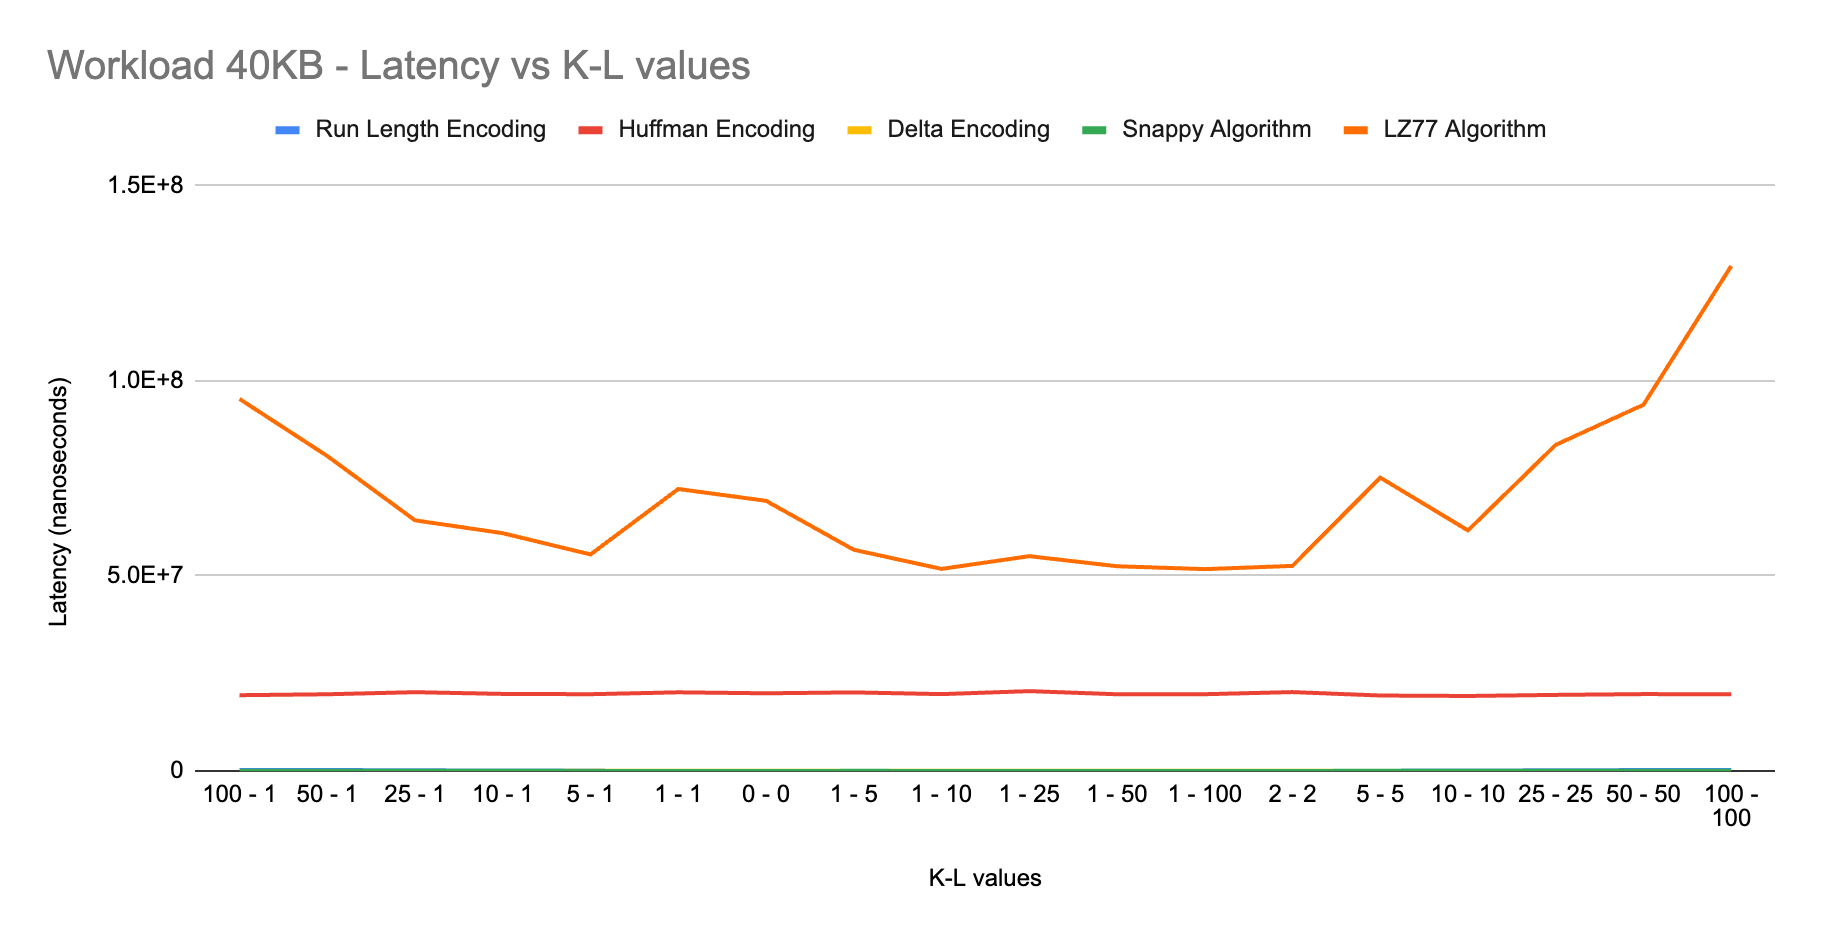 Workload 40KB - Latency vs K-L values
Run Length Encoding Huffman Encoding Delta Encoding Snappy Algorithm LZ77 Algorithm
1.5E+8
1.0E+8
5.0E+7
0
Latency (nanoseconds)
100 - 1 50 - 1 25 - 1 10 - 1 5 - 1 1 - 1 0 - 0 1 - 5 1 - 10 1 - 25 1 - 50 1 - 100 2 - 2 5 - 5 10 - 10 25 - 25 50 - 50 100 -
100
K-L values